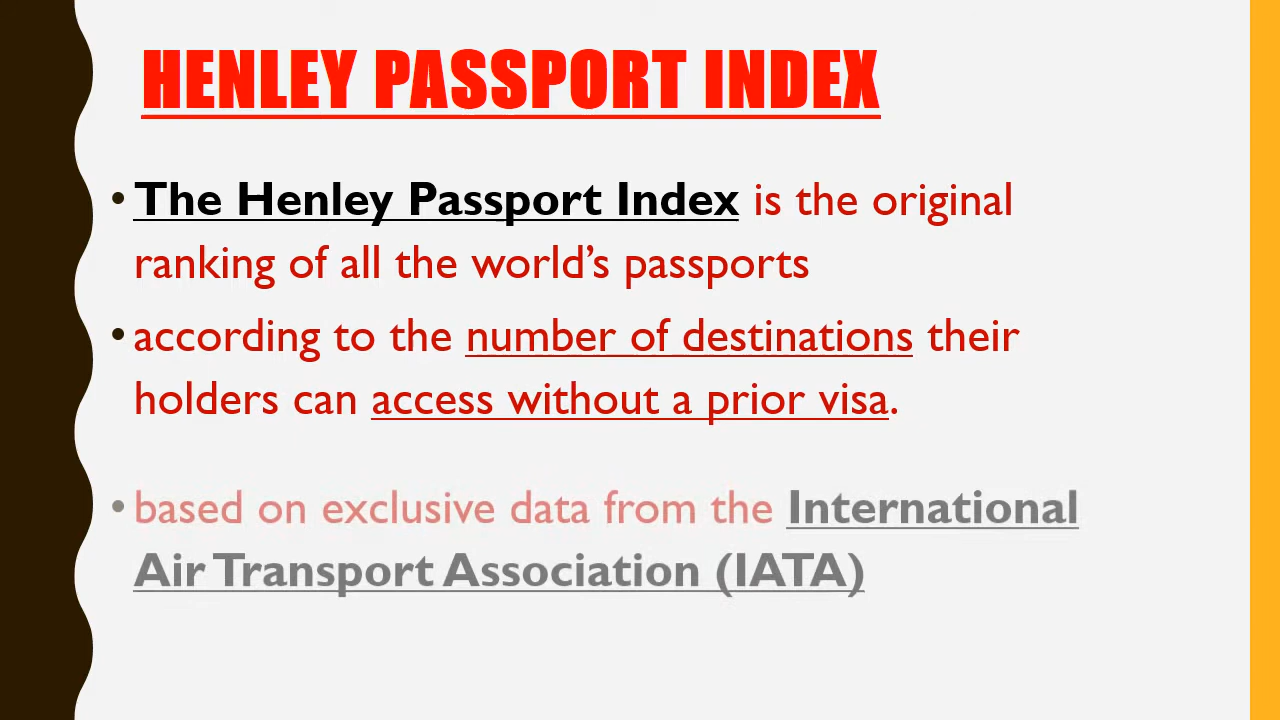 HENLEY PASSPORT INDEX
• The Henley Passport Index is the original
ranking of all the world’s passports
• according to the number of destinations their
holders can access without a prior visa.
• based on exclusive data from the International
Air Transport Association (IATA)